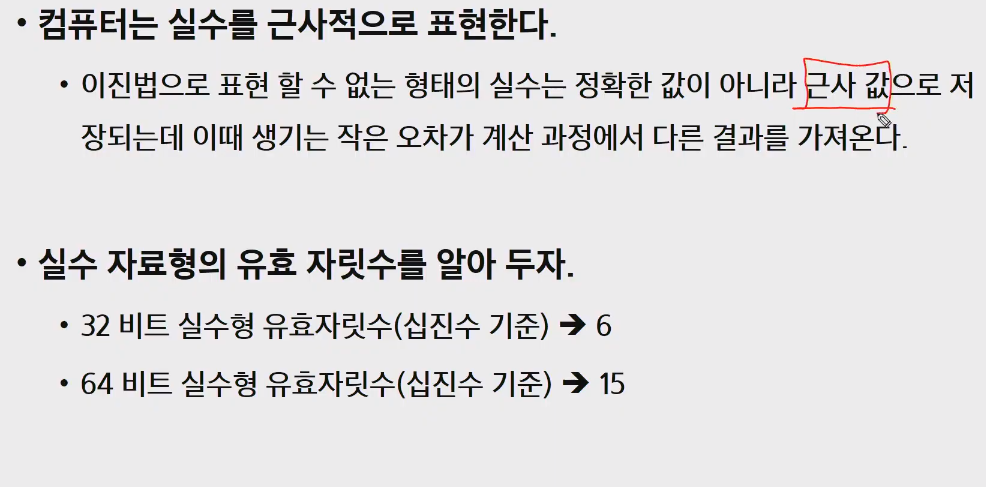 • 컴퓨터는 실수를 근사적으로 표현한다.
• 이진법으로 표현 할 수 없는 형태의 실수는 정확한 값이 아니라 근사 값으로 저
장되는데 이때 생기는 작은 오차가 계산 과정에서 다른 결과를 가져온다.
• 실수 자료형의 유효 자릿수를 알아 두자.
• 32 비트 실수형 유효자릿수(십진수 기준) ➔ 6
• 64 비트 실수형 유효자릿수(십진수 기준) ➔ 15